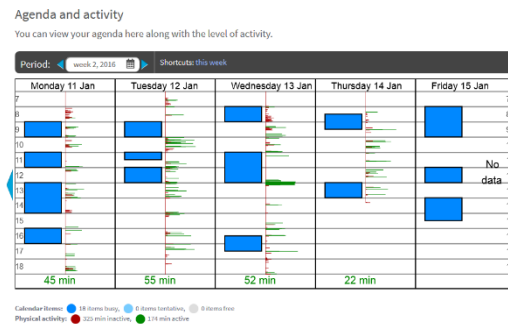 Agenda and activity
You can view your agenda here along with the level of activity.
Period: week 2, 2016 Shortcuts: this week
Monday 11 Jan Tuesday 12 Jan Wednesday 13 Jan Thursday 14 Jan Friday 15 Jan
7
8
9
10
11
No
12
data
13
14
15
16
17
18
45 min 55 min 52 min 22 min
Calendar items: 18 items busy, 0 items tentative, 0 items free
Physical activity: 325 min inactive, 174 min active